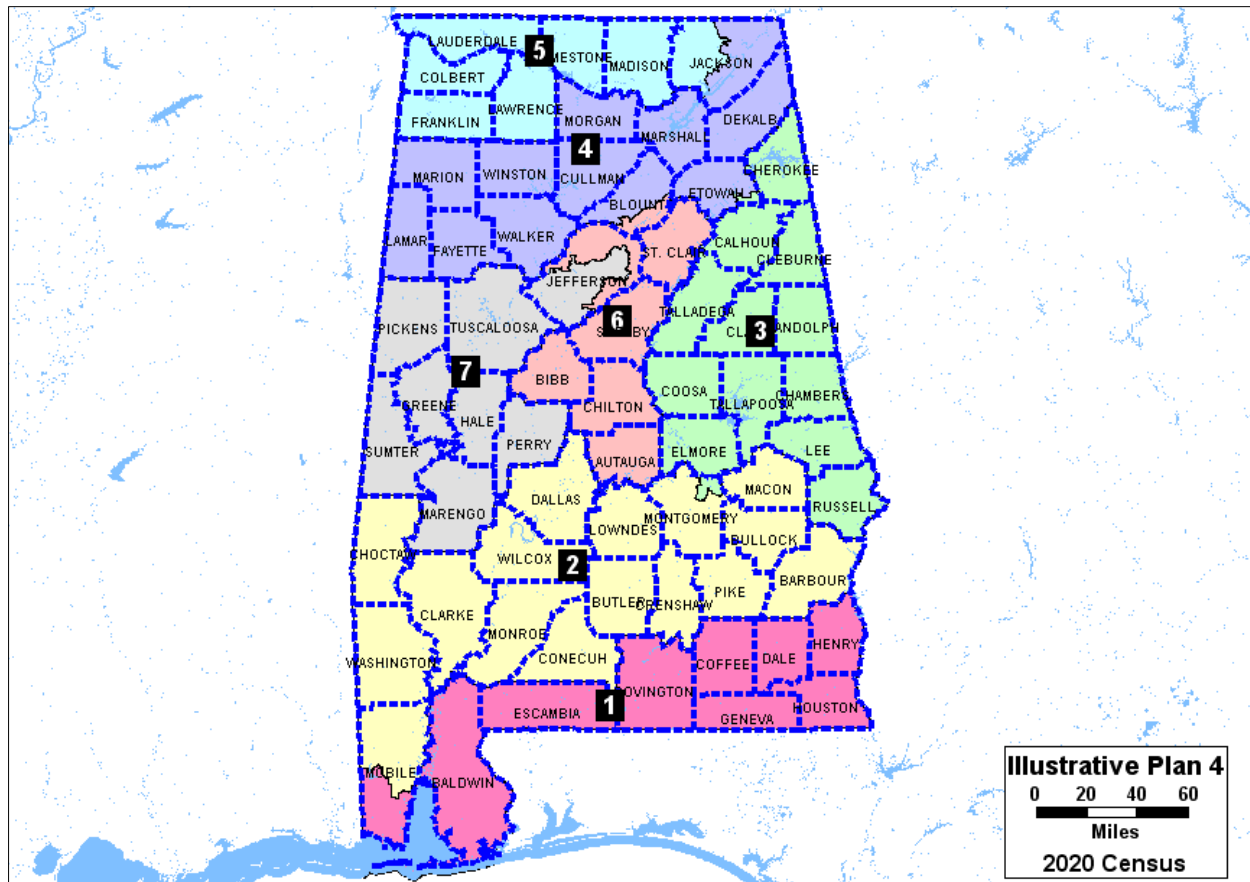 LAUDERDALE
5
MESTONE
MADISON
JACKSON
COLBERT
LAWRENCE
FRANKLIN
MORGAN
MARSHALL
DEKALB
4
MARION
WINSTON
CULLMAN
CHEROKEE
BLOUNT
ETOWAH
LAMAR
FAYETTE
WALKER
ST. CLAIR
CALHOUN
CLEBURNE
JEFFERSON
PICKENS
TUSCALOOSA
6
SHELBY
TALLADEGA
CLAY
3
RANDOLPH
7
BIBB
GREENE
HALE
CHILTON
COOSA
TALLAPOOSA
CHAMBERS
SUMTER
PERRY
AUTAUGA
ELMORE
LEE
MARENGO
DALLAS
MACON
LOWNDES
MONTGOMERY
RUSSELL
BULLOCK
CHOCTAW
WILCOX
2
BARBOUR
CLARKE
BUTLER
CRENSHAW
PIKE
MONROE
WASHINGTON
CONECUH
COFFEE
DALE
HENRY
COVINGTON
ESCAMBIA
1
GENEVA
HOUSTON
MOBILE
BALDWIN
Illustrative Plan 4
0 20 40 60
Miles
2020 Census